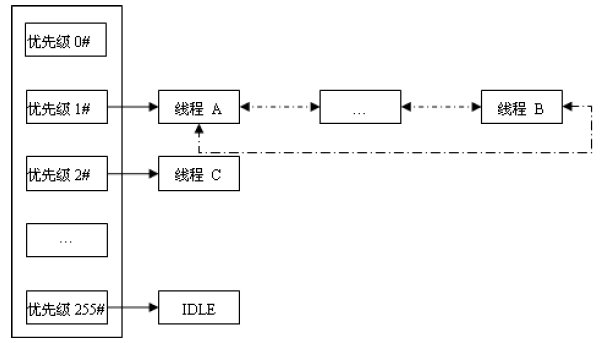 优先级 0#
优先级 1# 线程 A … 线程 B
优先级 2# 线程 C
…
优先级 255# IDLE